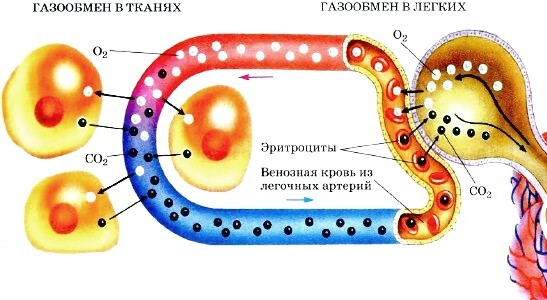 ГАЗООБМЕН В ТКАНЯХ
ГАЗООБМЕН В ЛЕГКИХ
O₂
O₂
Эритроциты
CO₂
Венозная кровь из
легочных артерий
CO₂